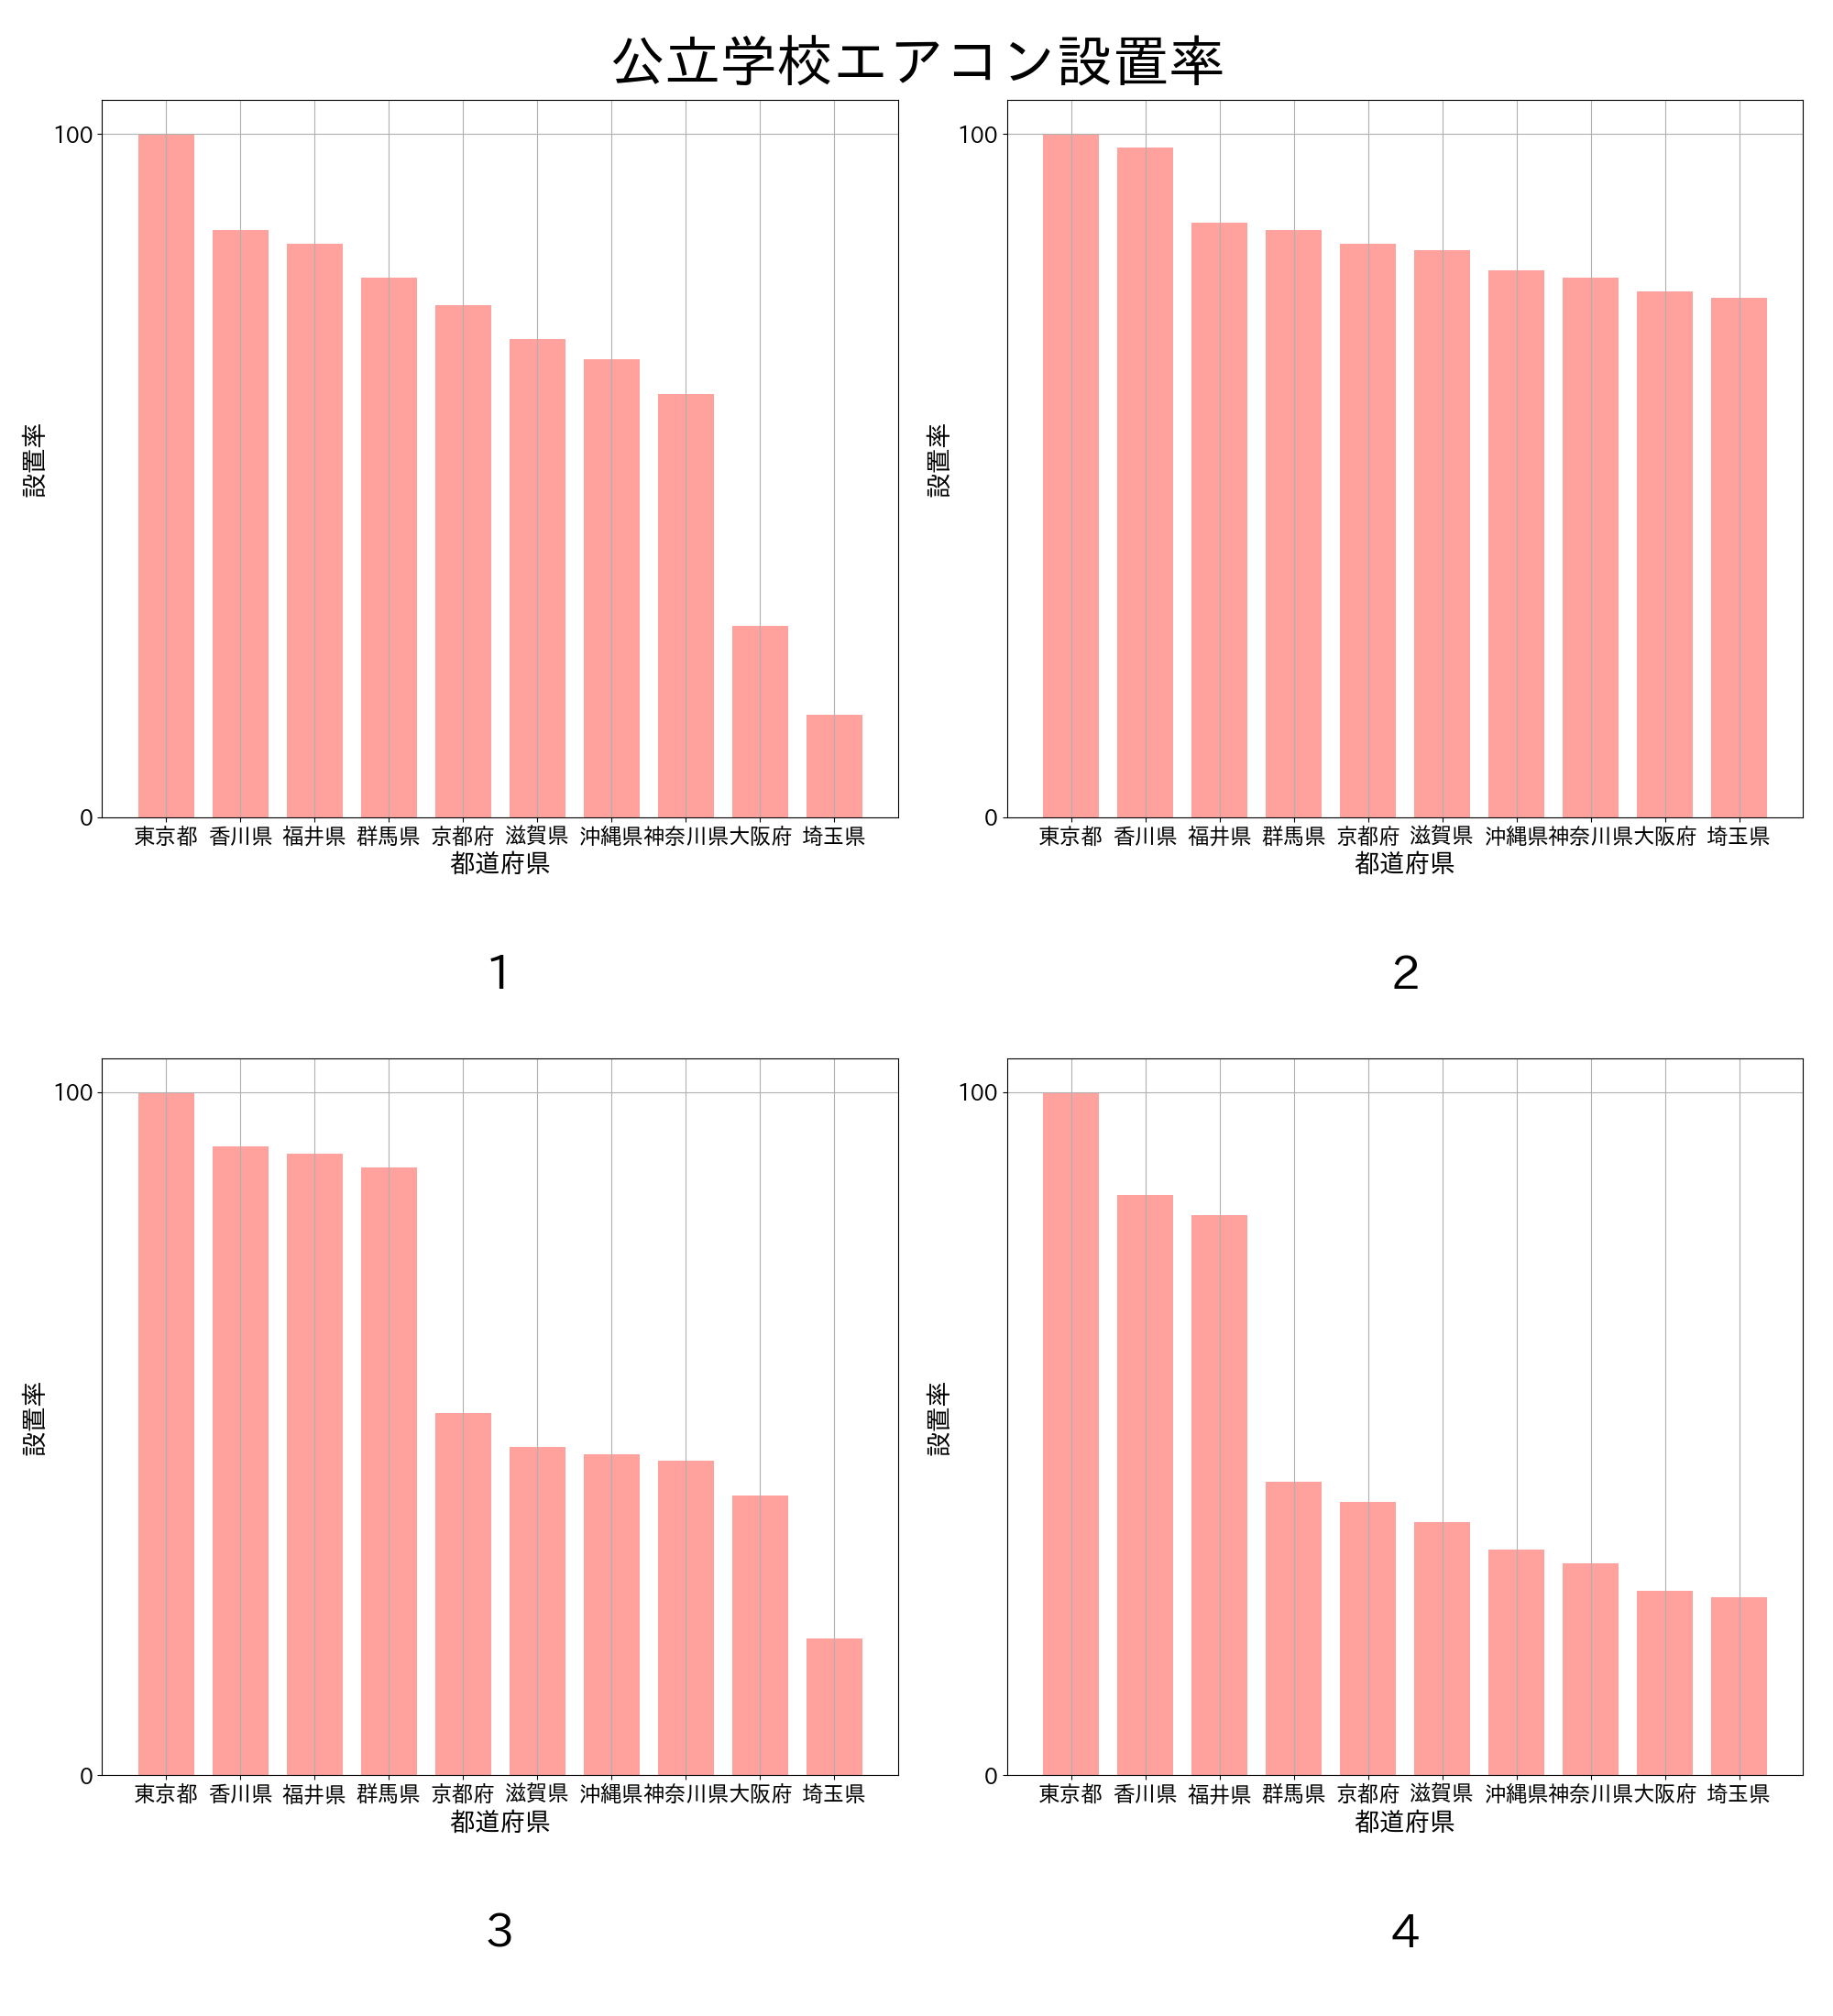 公立学校エアコン設置率
100
0
設置率
東京都 香川県 福井県 群馬県 京都府 滋賀県 沖縄県 神奈川県 大阪府 埼玉県
都道府県
1
100
0
設置率
東京都 香川県 福井県 群馬県 京都府 滋賀県 沖縄県 神奈川県 大阪府 埼玉県
都道府県
2
100
0
設置率
東京都 香川県 福井県 群馬県 京都府 滋賀県 沖縄県 神奈川県 大阪府 埼玉県
都道府県
3
100
0
設置率
東京都 香川県 福井県 群馬県 京都府 滋賀県 沖縄県 神奈川県 大阪府 埼玉県
都道府県
4